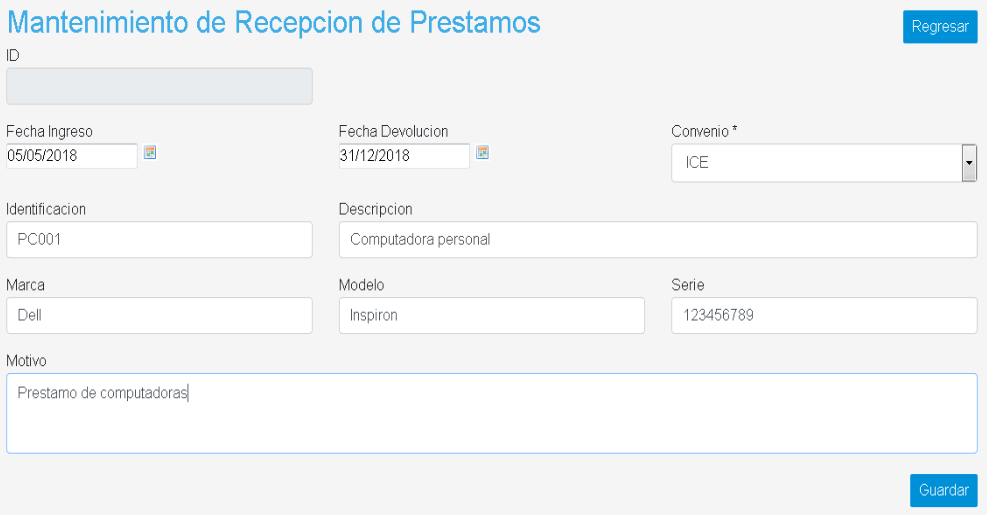 Mantenimiento de Recepcion de Prestamos
Regresar
ID
Fecha Ingreso
Fecha Devolucion
Convenio *
05/05/2018
31/12/2018
ICE
Identificacion
Descripcion
PC001
Computadora personal
Marca
Modelo
Serie
Dell
Inspiron
123456789
Motivo
Prestamo de computadoras
Guardar